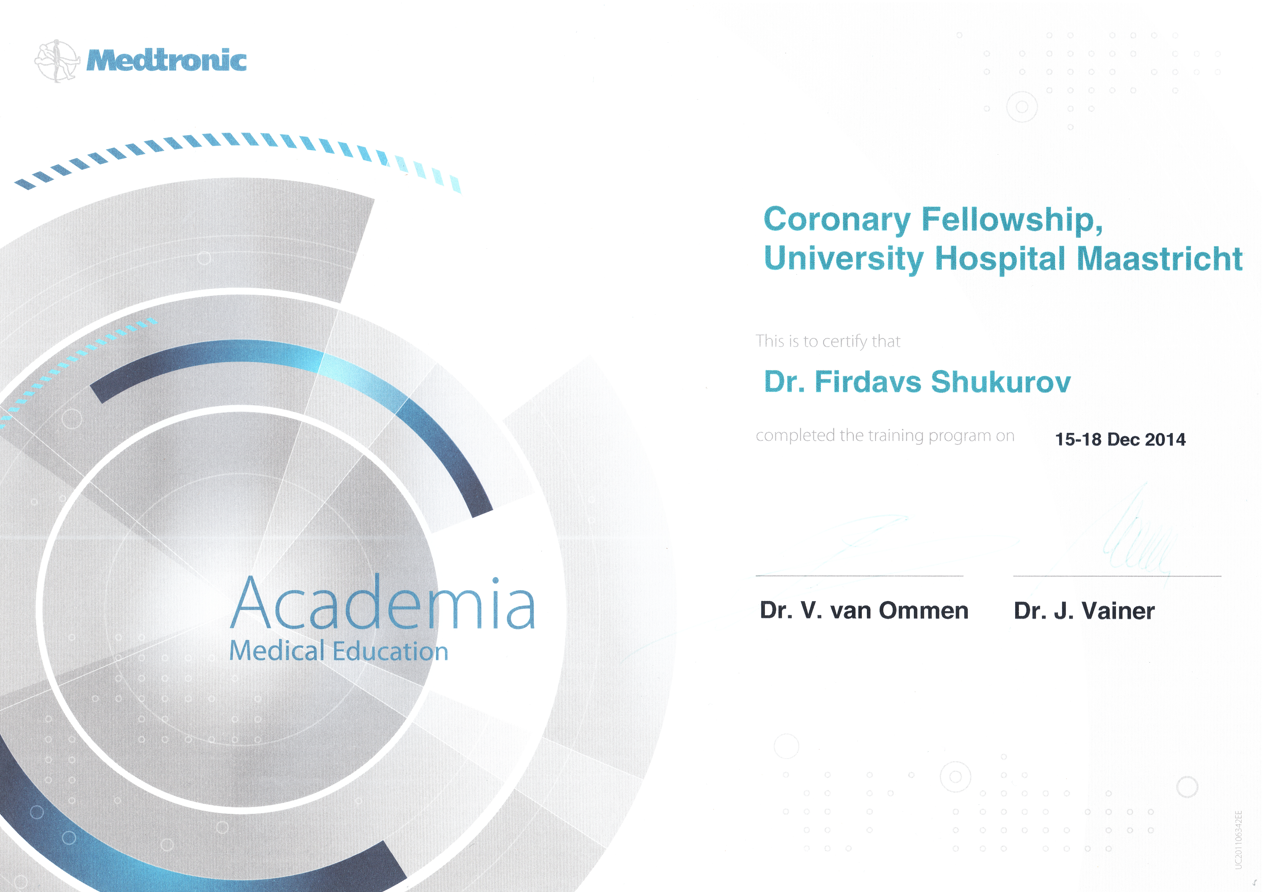 Medtronic
Coronary Fellowship,
University Hospital Maastricht
This is to certify that
Dr. Firdavs Shukurov
completed the training program on 15-18 Dec 2014
Dr. V. van Ommen Dr. J. Vainer
Academia
Medical Education
UC201106342EE